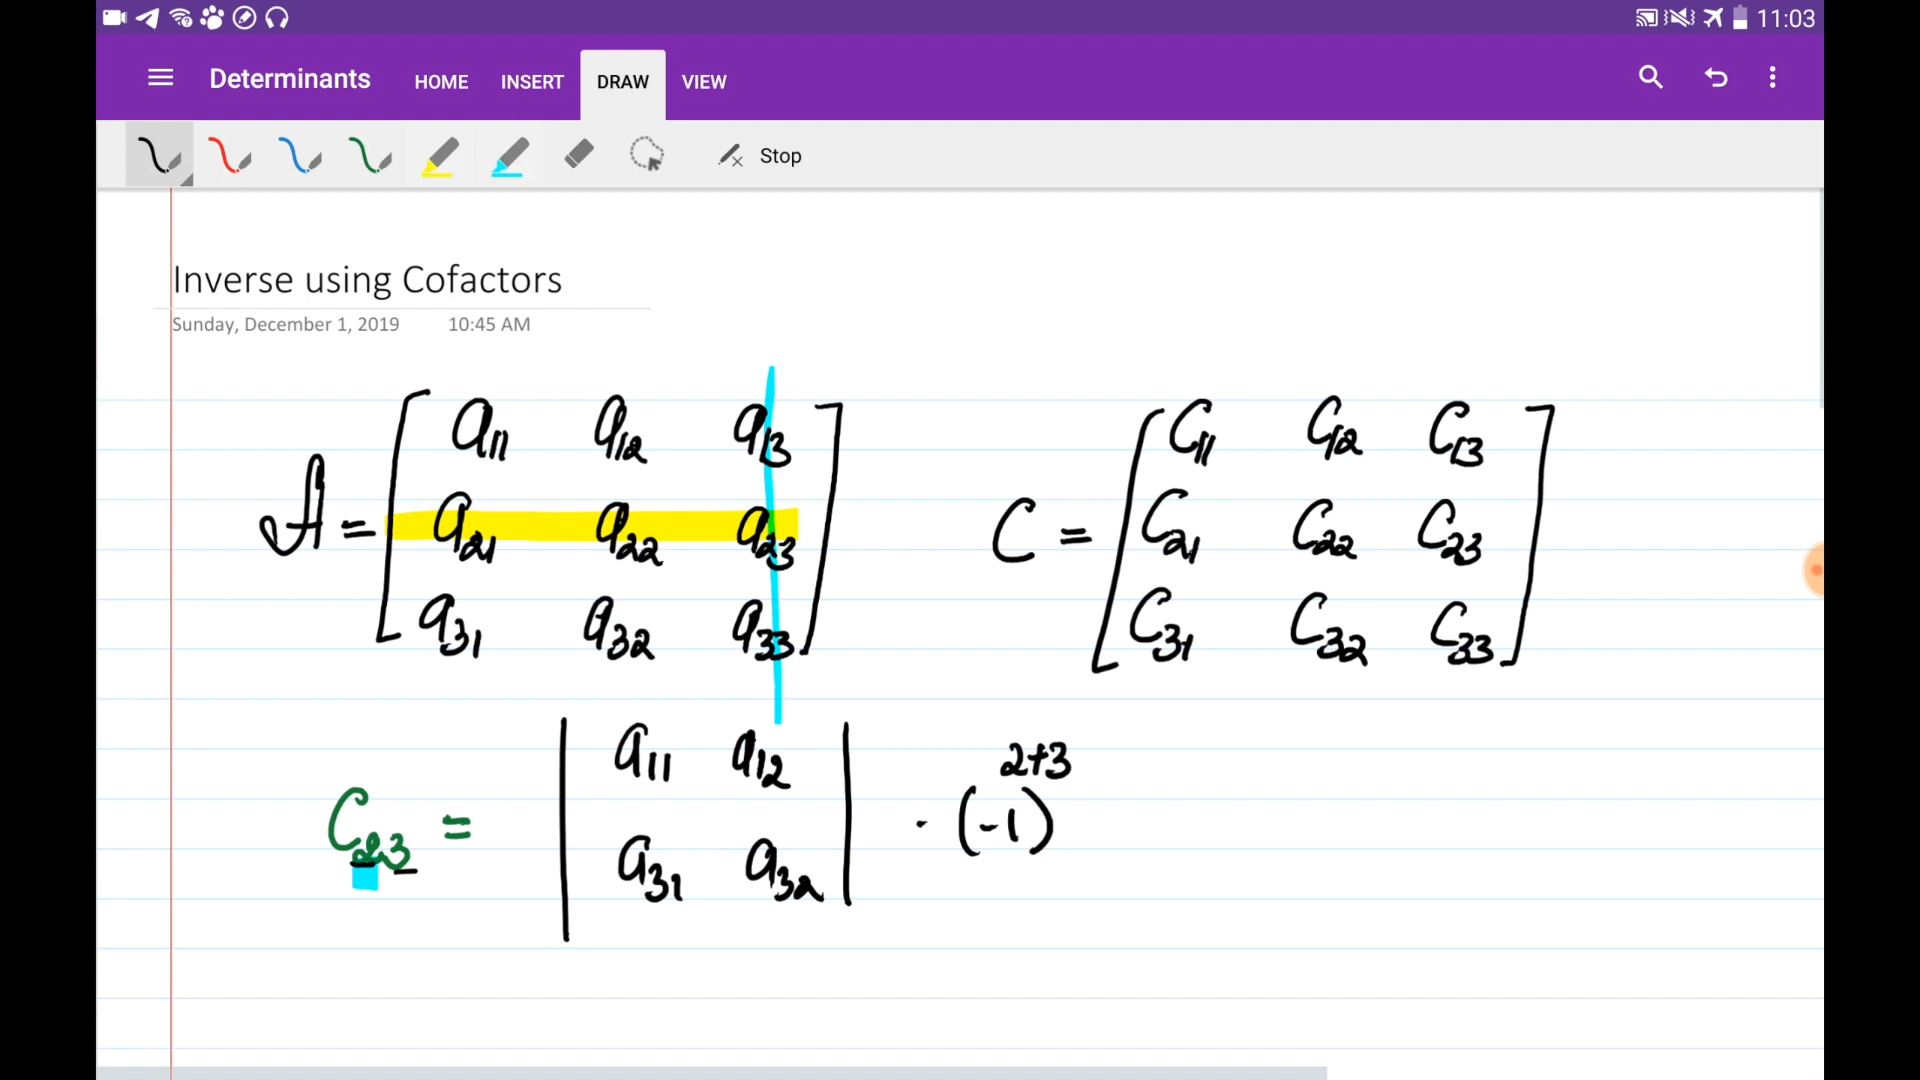 11:03
Determinants HOME INSERT DRAW VIEW
Stop
Inverse using Cofactors
Sunday, December 1, 2019 10:45 AM
A = [ a11 a12 a13
a21 a22 a23
a31 a32 a33 ]
C = [ C11 C12 C13
C21 C22 C23
C31 C32 C33 ]
C23 = | a11 a12
a31 a32 | · (-1)^2+3